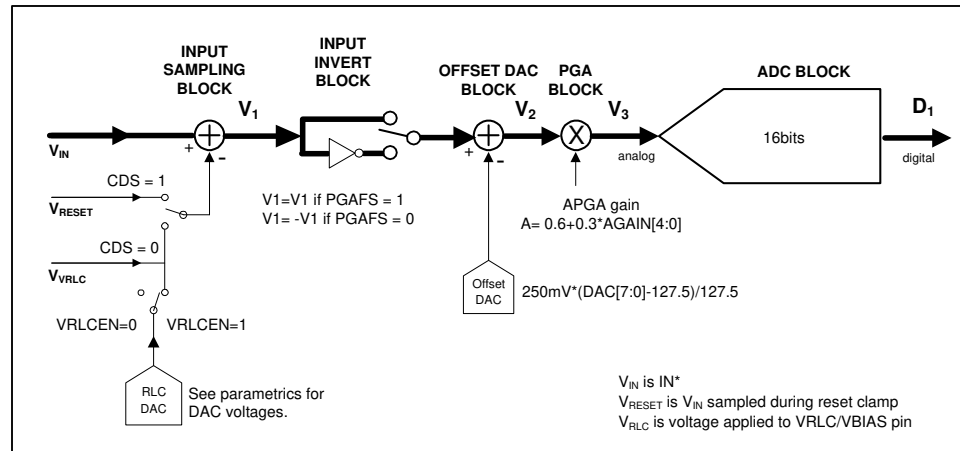 INPUT
SAMPLING
BLOCK
V1
INPUT
INVERT
BLOCK
OFFSET DAC
BLOCK
V2
PGA
BLOCK
V3
ADC BLOCK
D1
VIN
+
-
+
-
X
analog
16bits
digital
CDS = 1
VRESET
V1=V1 if PGAFS = 1
V1= -V1 if PGAFS = 0
APGA gain
A= 0.6+0.3*AGAIN[4:0]
CDS = 0
VVRLC
Offset
DAC
250mV*(DAC[7:0]-127.5)/127.5
VRLCEN=0
VRLCEN=1
RLC
DAC
See parametrics for
DAC voltages.
VIN is IN*
VRESET is VIN sampled during reset clamp
VRLC is voltage applied to VRLC/VBIAS pin